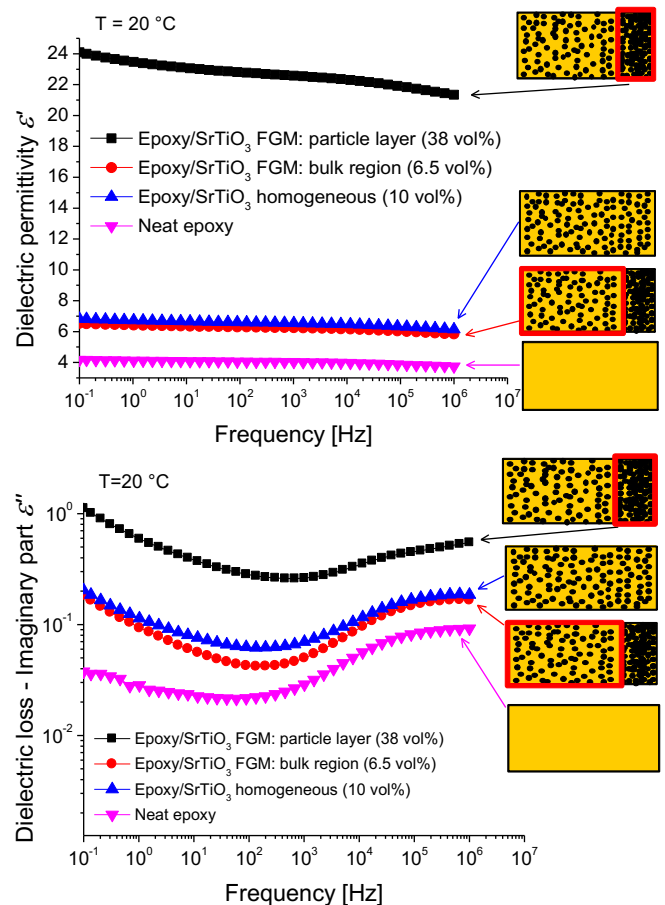 T = 20 °C
24
22
20
18
16
14
12
10
8
6
4
Dielectric permittivity ε'
Epoxy/SrTiO₃ FGM: particle layer (38 vol%)
Epoxy/SrTiO₃ FGM: bulk region (6.5 vol%)
Epoxy/SrTiO₃ homogeneous (10 vol%)
Neat epoxy
10⁻¹ 10⁰ 10¹ 10² 10³ 10⁴ 10⁵ 10⁶ 10⁷
Frequency [Hz]
T=20 °C
10⁰
10⁻¹
10⁻²
Dielectric loss - Imaginary part ε''
Epoxy/SrTiO₃ FGM: particle layer (38 vol%)
Epoxy/SrTiO₃ FGM: bulk region (6.5 vol%)
Epoxy/SrTiO₃ homogeneous (10 vol%)
Neat epoxy
10⁻¹ 10⁰ 10¹ 10² 10³ 10⁴ 10⁵ 10⁶ 10⁷
Frequency [Hz]